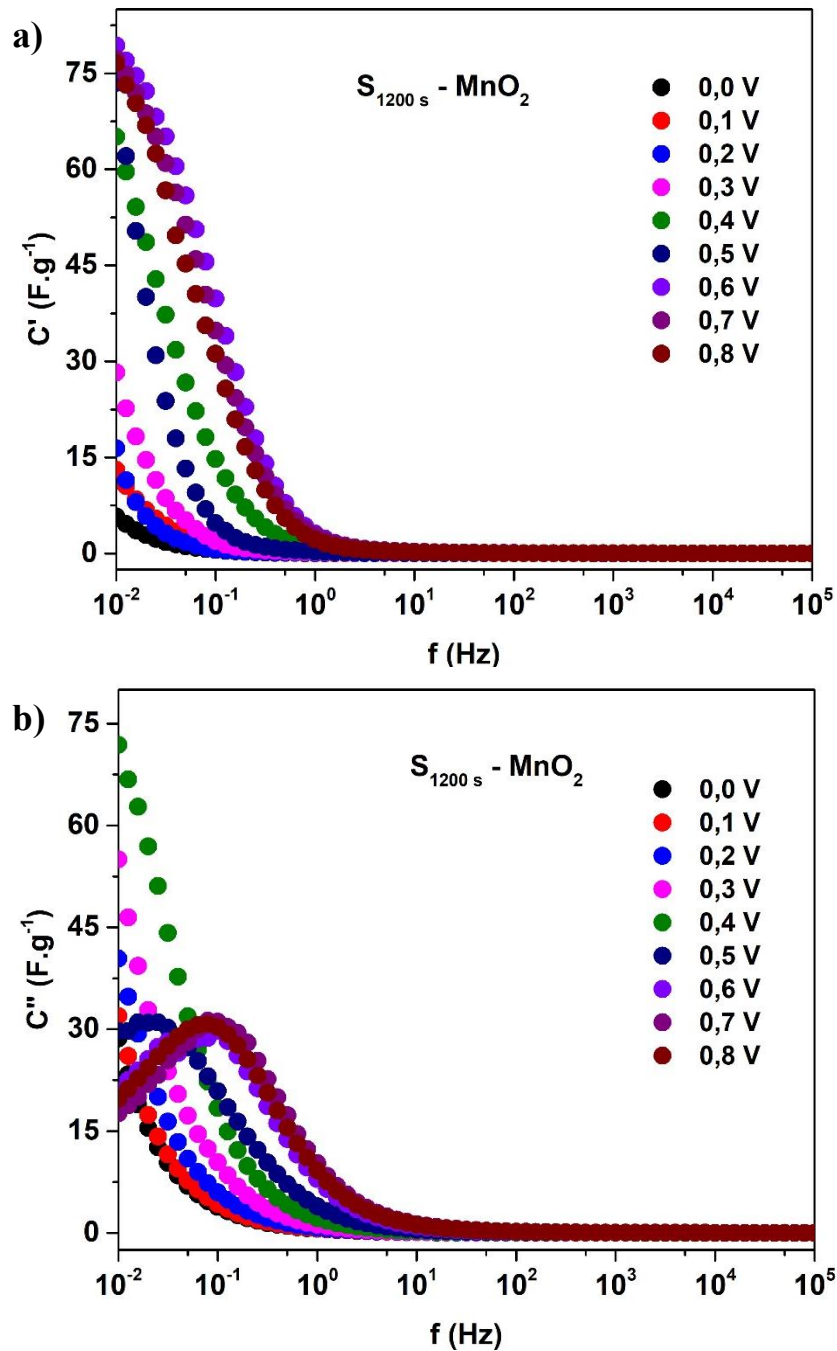 a)
S1200 s - MnO2
0,0 V
0,1 V
0,2 V
0,3 V
0,4 V
0,5 V
0,6 V
0,7 V
0,8 V
75
60
45
30
15
0
C' (F.g-1)
10-2 10-1 100 101 102 103 104 105
f (Hz)
b)
S1200 s - MnO2
0,0 V
0,1 V
0,2 V
0,3 V
0,4 V
0,5 V
0,6 V
0,7 V
0,8 V
75
60
45
30
15
0
C" (F.g-1)
10-2 10-1 100 101 102 103 104 105
f (Hz)